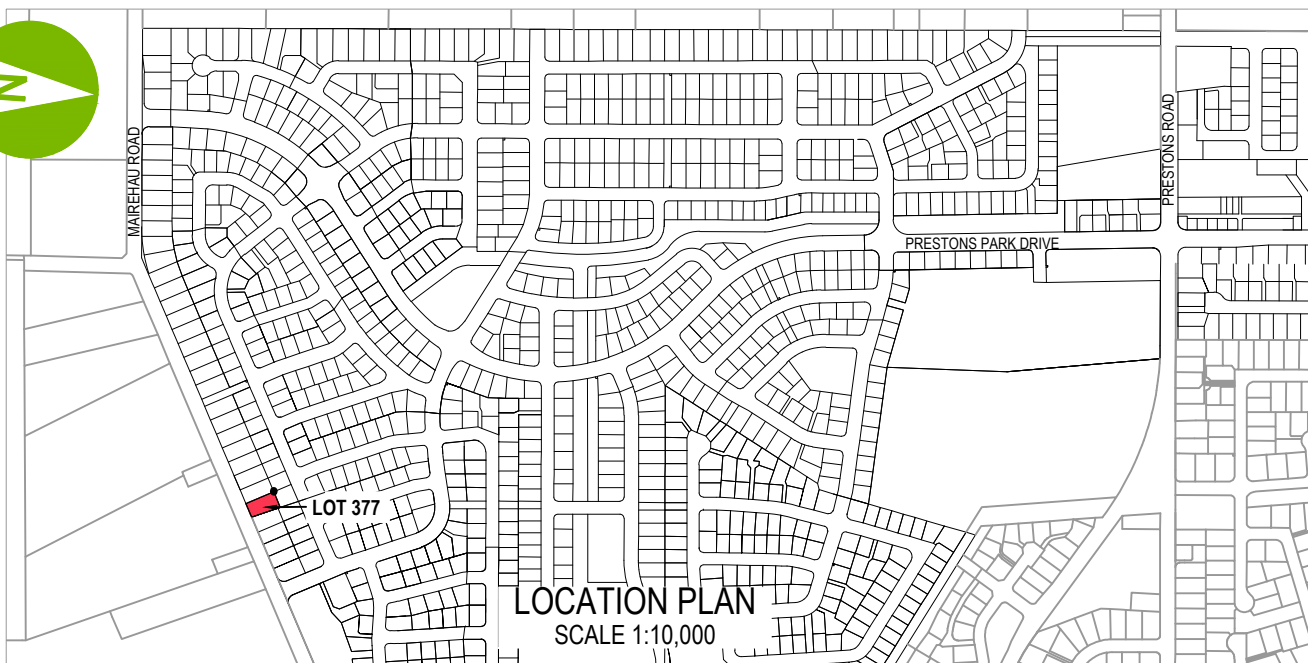 N
MAIREHAU ROAD
PRESTONS ROAD
PRESTONS PARK DRIVE
LOT 377
LOCATION PLAN
SCALE 1:10,000